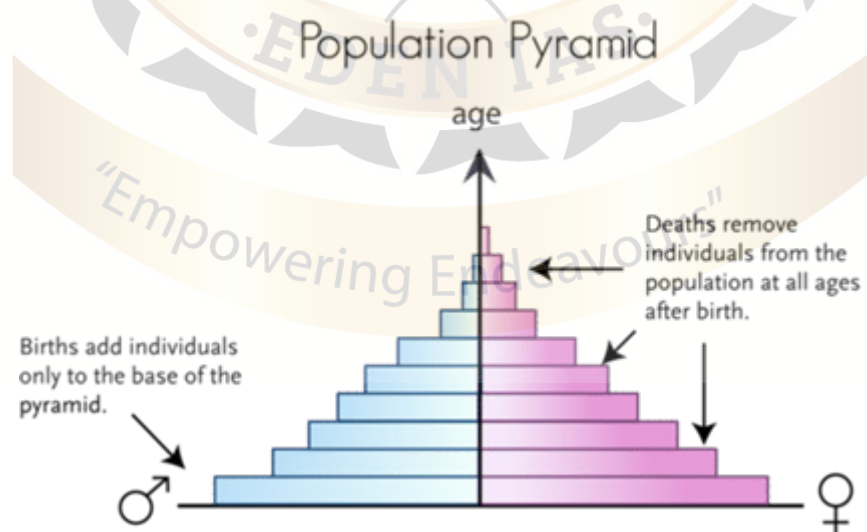 ·EDEN IAS·
Population Pyramid
age
"Empowering Endeavours"
Deaths remove
individuals from the
population at all ages
after birth.
Births add individuals
only to the base of the
pyramid.